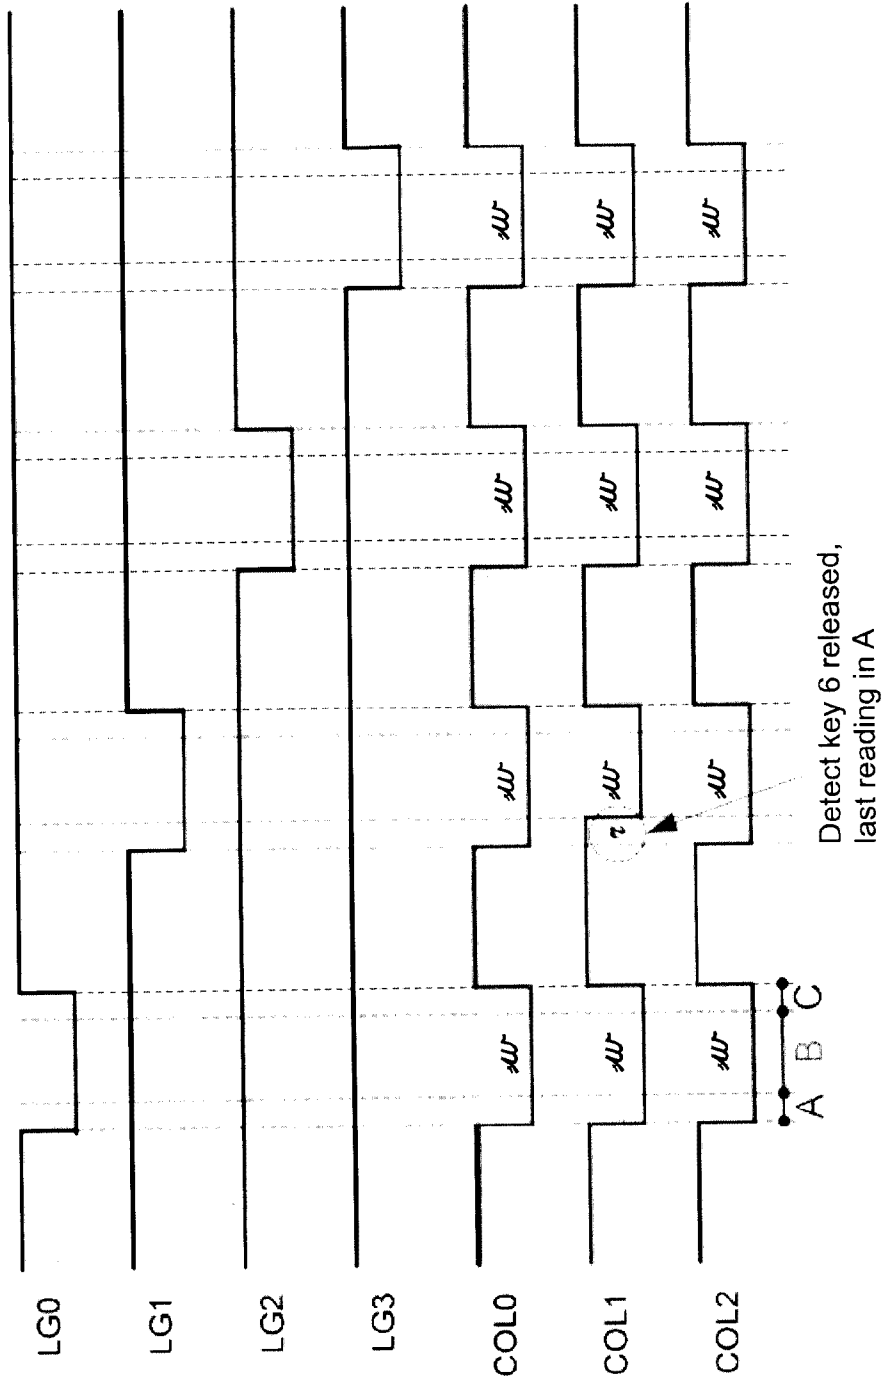 LG0
LG1
LG2
LG3
COL0
w
w
w
w
COL1
w
r
w
w
w
COL2
w
w
w
w
A B C
Detect key 6 released,
last reading in A